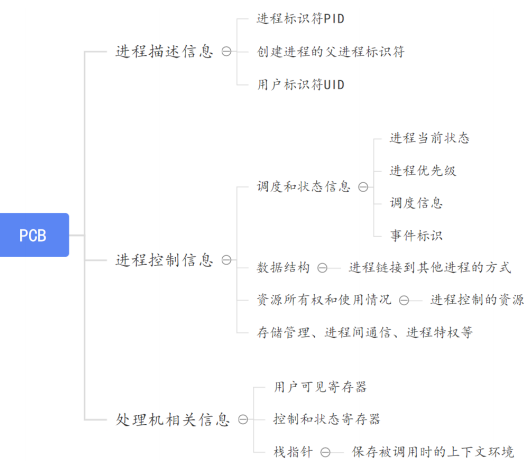 进程标识符PID
进程描述信息
创建进程的父进程标识符
用户标识符UID
进程当前状态
进程优先级
调度和状态信息
调度信息
事件标识
PCB
进程控制信息
数据结构
进程链接到其他进程的方式
资源所有权和使用情况
进程控制的资源
存储管理、进程间通信、进程特权等
用户可见寄存器
处理机相关信息
控制和状态寄存器
栈指针
保存被调用时的上下文环境